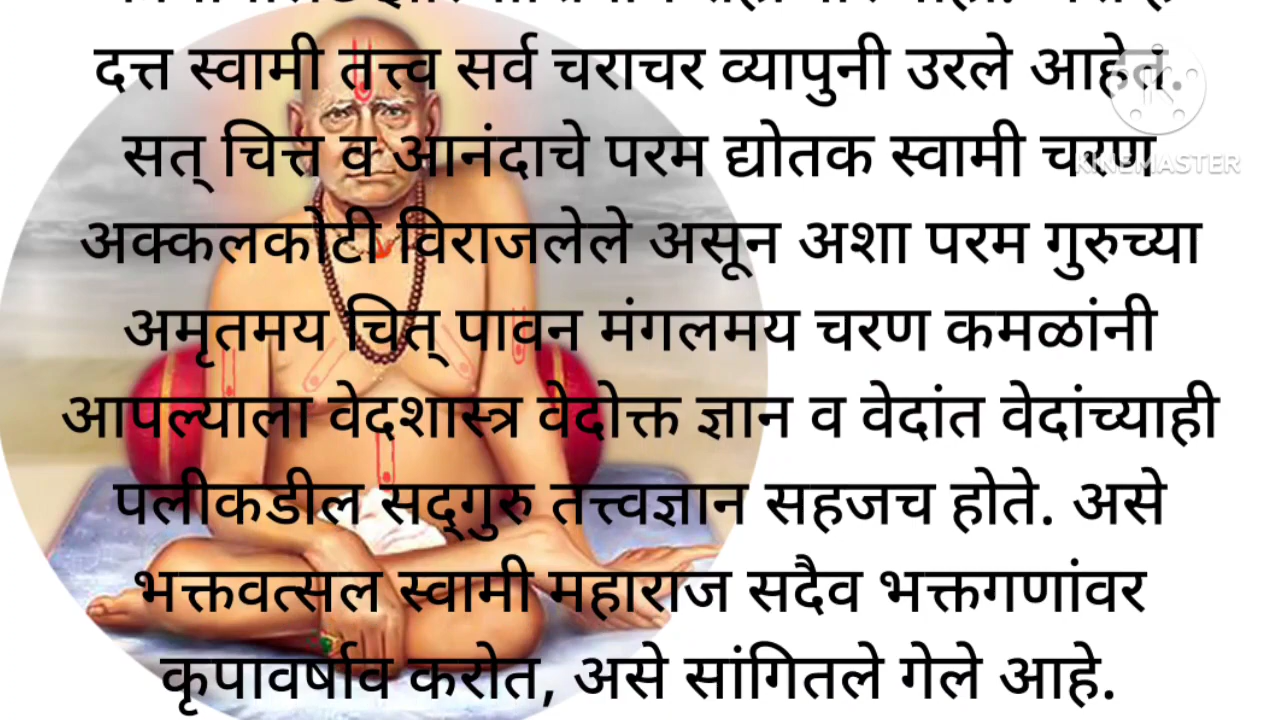 दत्त स्वामी तत्त्व सर्व चराचर व्यापुनी उरले आहेत.
सत् चित्त व आनंदाचे परम द्योतक स्वामी चरण
अक्कलकोटी विराजलेले असून अशा परम गुरुच्या
अमृतमय चित् पावन मंगलमय चरण कमळांनी
आपल्याला वेदशास्त्र वेदोक्त ज्ञान व वेदांत वेदांच्याही
पलीकडील सद्गुरु तत्त्वज्ञान सहजच होते. असे
भक्तवत्सल स्वामी महाराज सदैव भक्तगणांवर
कृपावर्षाव करोत, असे सांगितले गेले आहे.
KINEMASTER